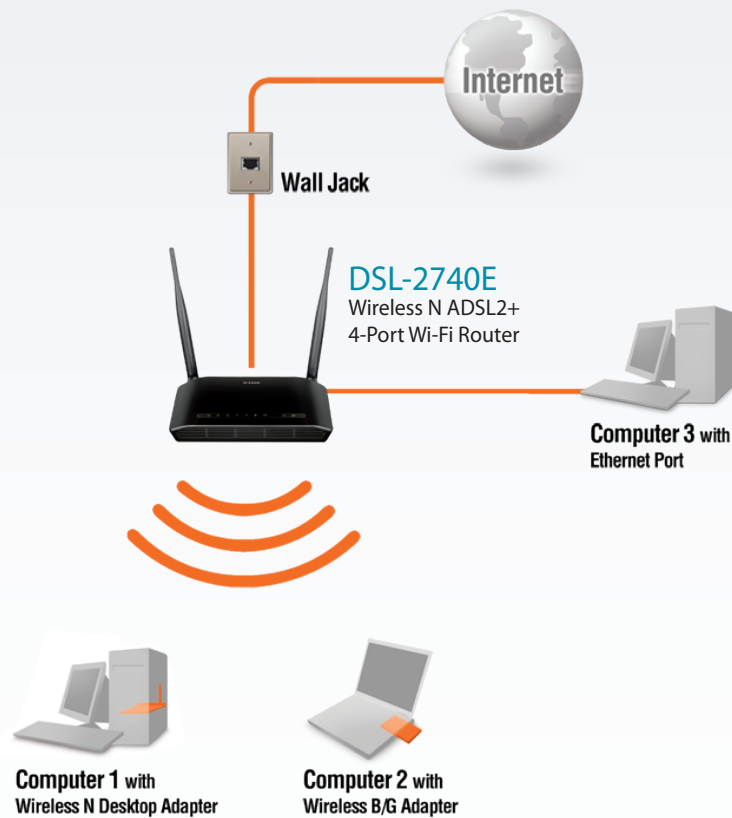 Internet
Wall Jack
DSL-2740E
Wireless N ADSL2+
4-Port Wi-Fi Router
Computer 3 with
Ethernet Port
Computer 1 with
Wireless N Desktop Adapter
Computer 2 with
Wireless B/G Adapter